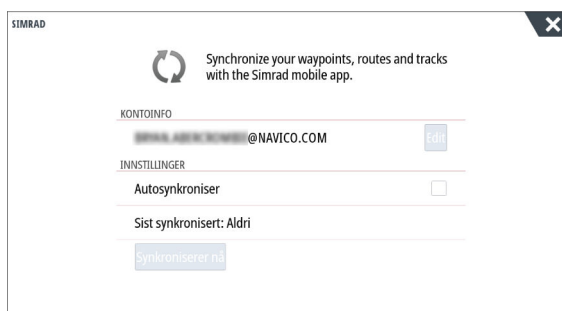 SIMRAD
Synchronize your waypoints, routes and tracks
with the Simrad mobile app.
KONTOINFO
@NAVICO.COM
Edit
INNSTILLINGER
Autosynkroniser
Sist synkronisert: Aldri
Synkroniserer nå